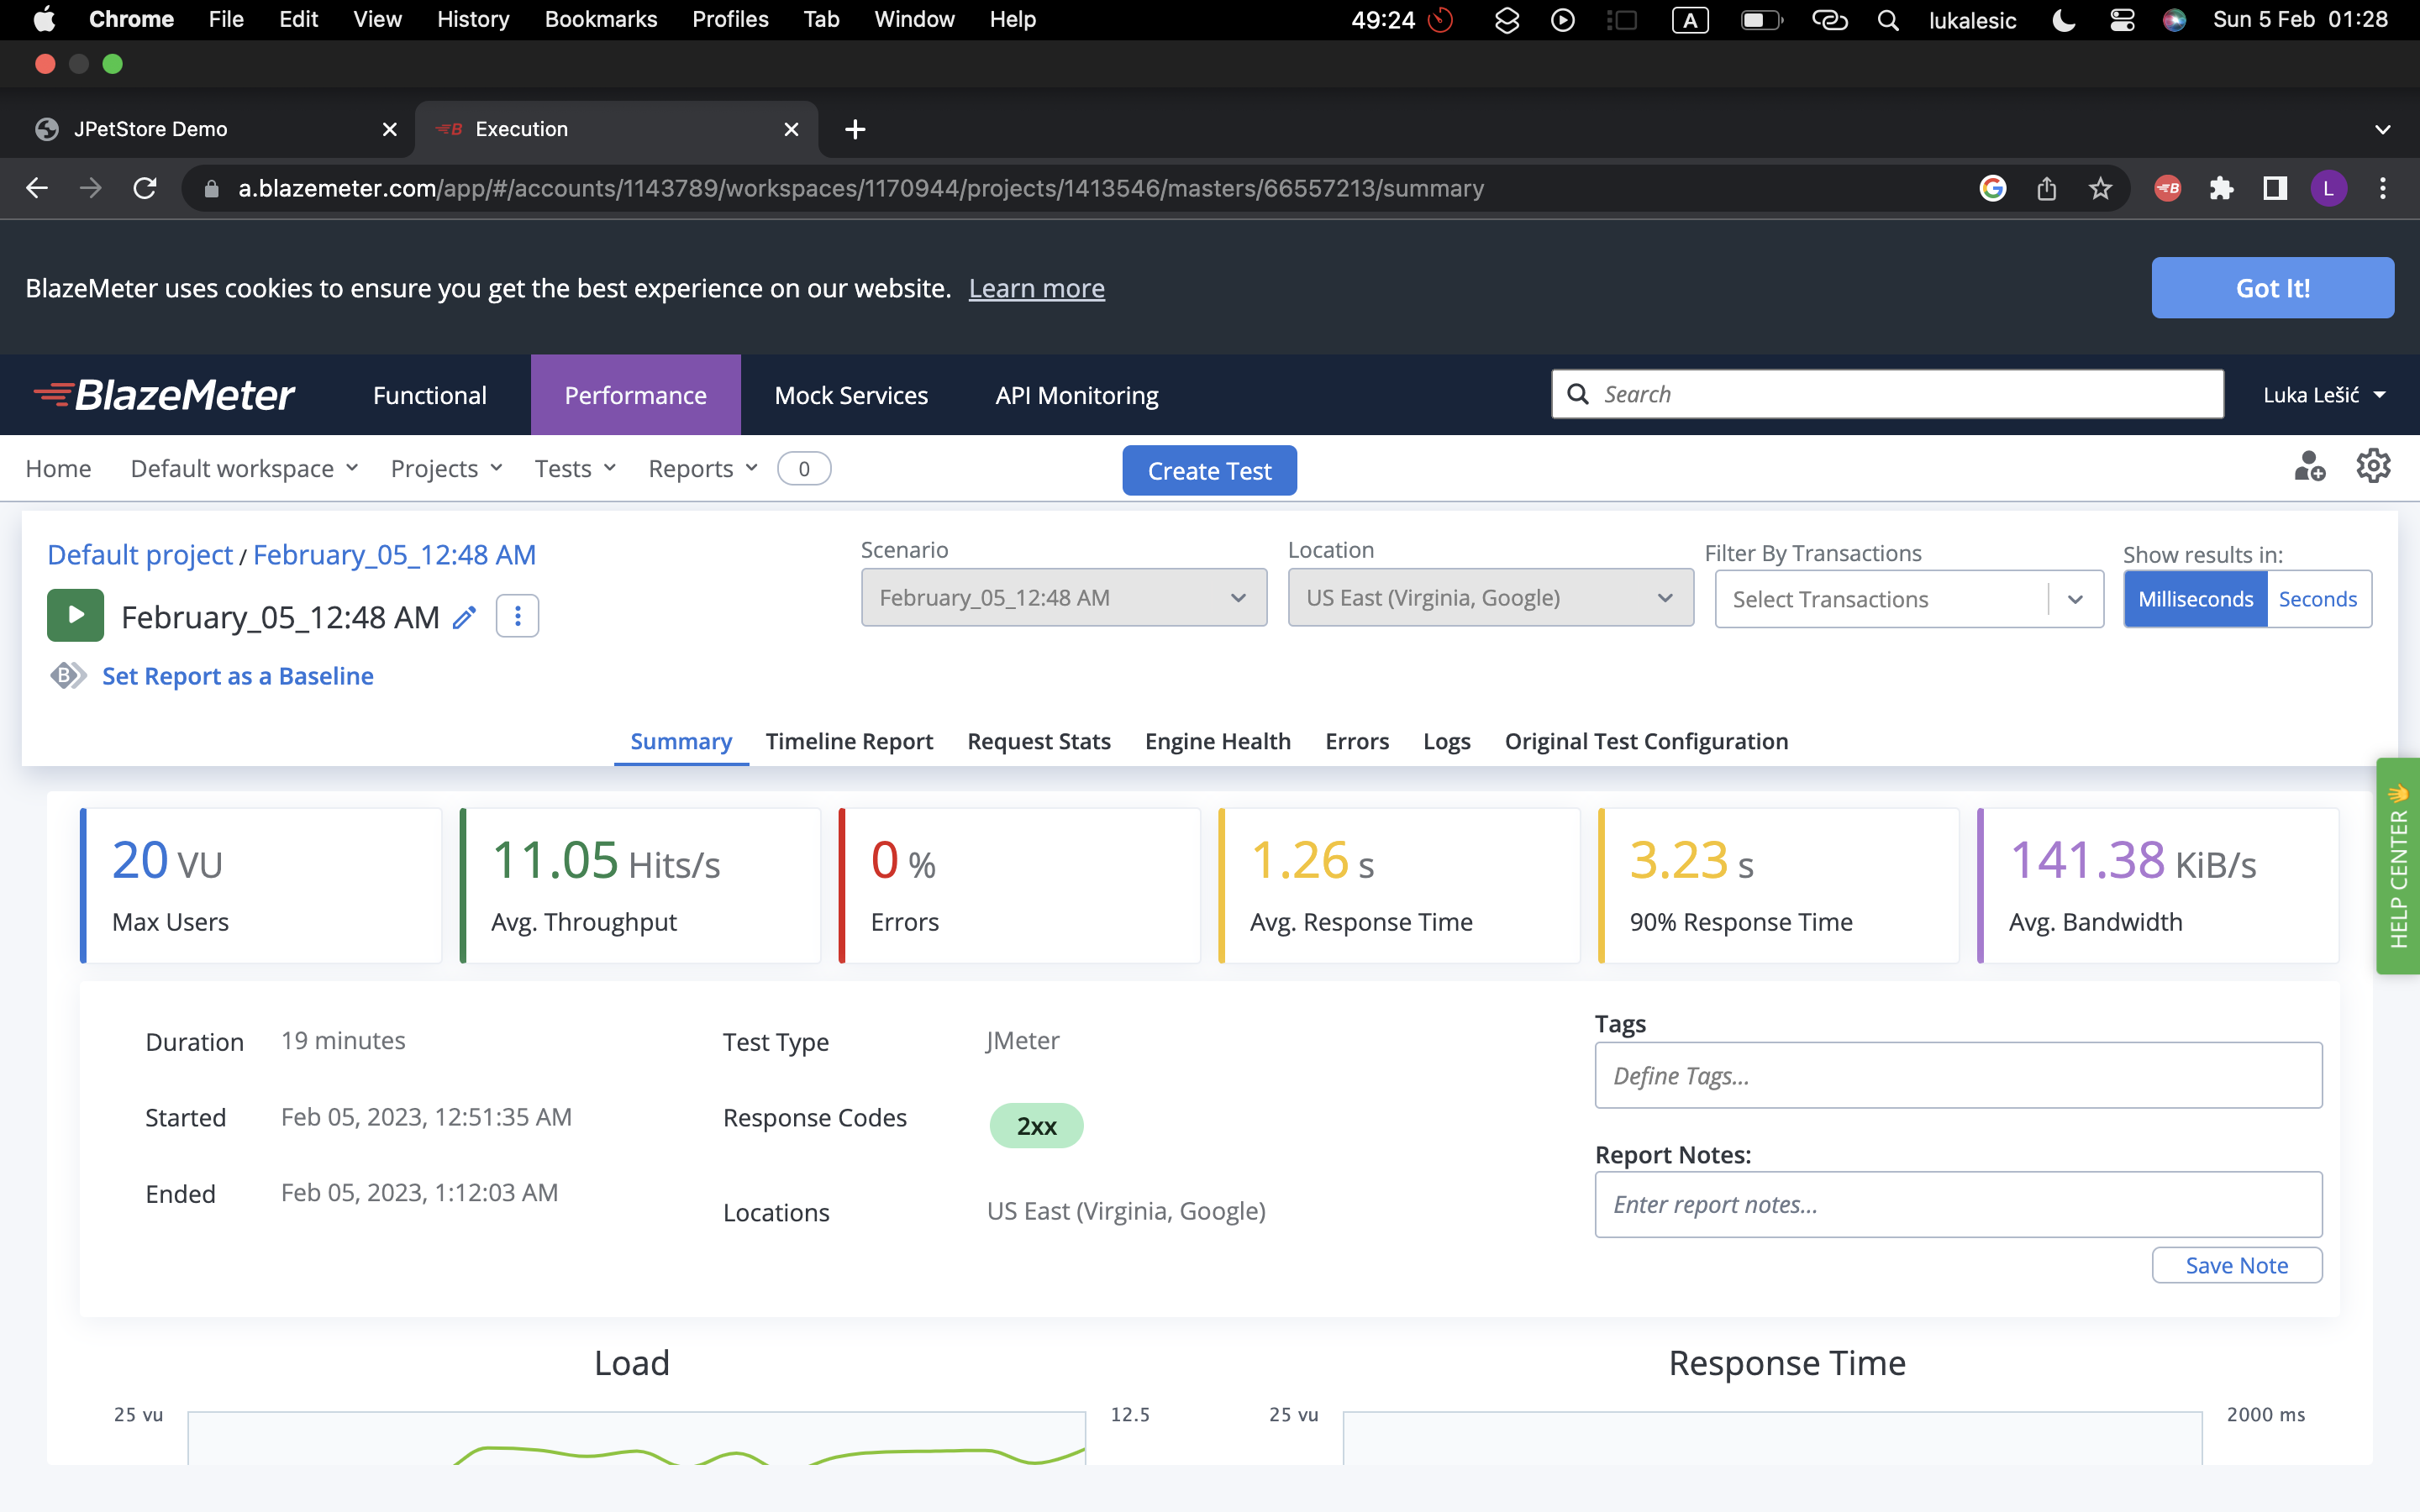 Chrome File Edit View History Bookmarks Profiles Tab Window Help 49:24 A lukalesic Sun 5 Feb 01:28
JPetStore Demo
Execution
a.blazemeter.com/app/#/accounts/1143789/workspaces/1170944/projects/1413546/masters/66557213/summary
L
BlazeMeter uses cookies to ensure you get the best experience on our website. Learn more
Got It!
BlazeMeter
Functional Performance Mock Services API Monitoring
Search
Luka Lešić
Home Default workspace Projects Tests Reports 0
Create Test
Default project / February_05_12:48 AM
February_05_12:48 AM
Set Report as a Baseline
Scenario
February_05_12:48 AM
Location
US East (Virginia, Google)
Filter By Transactions
Select Transactions
Show results in:
Milliseconds Seconds
Summary Timeline Report Request Stats Engine Health Errors Logs Original Test Configuration
HELP CENTER
20 VU
Max Users
11.05 Hits/s
Avg. Throughput
0 %
Errors
1.26 s
Avg. Response Time
3.23 s
90% Response Time
141.38 KiB/s
Avg. Bandwidth
Duration 19 minutes
Started Feb 05, 2023, 12:51:35 AM
Ended Feb 05, 2023, 1:12:03 AM
Test Type JMeter
Response Codes 2xx
Locations US East (Virginia, Google)
Tags
Define Tags...
Report Notes:
Enter report notes...
Save Note
Load
25 vu
12.5
Response Time
25 vu
2000 ms